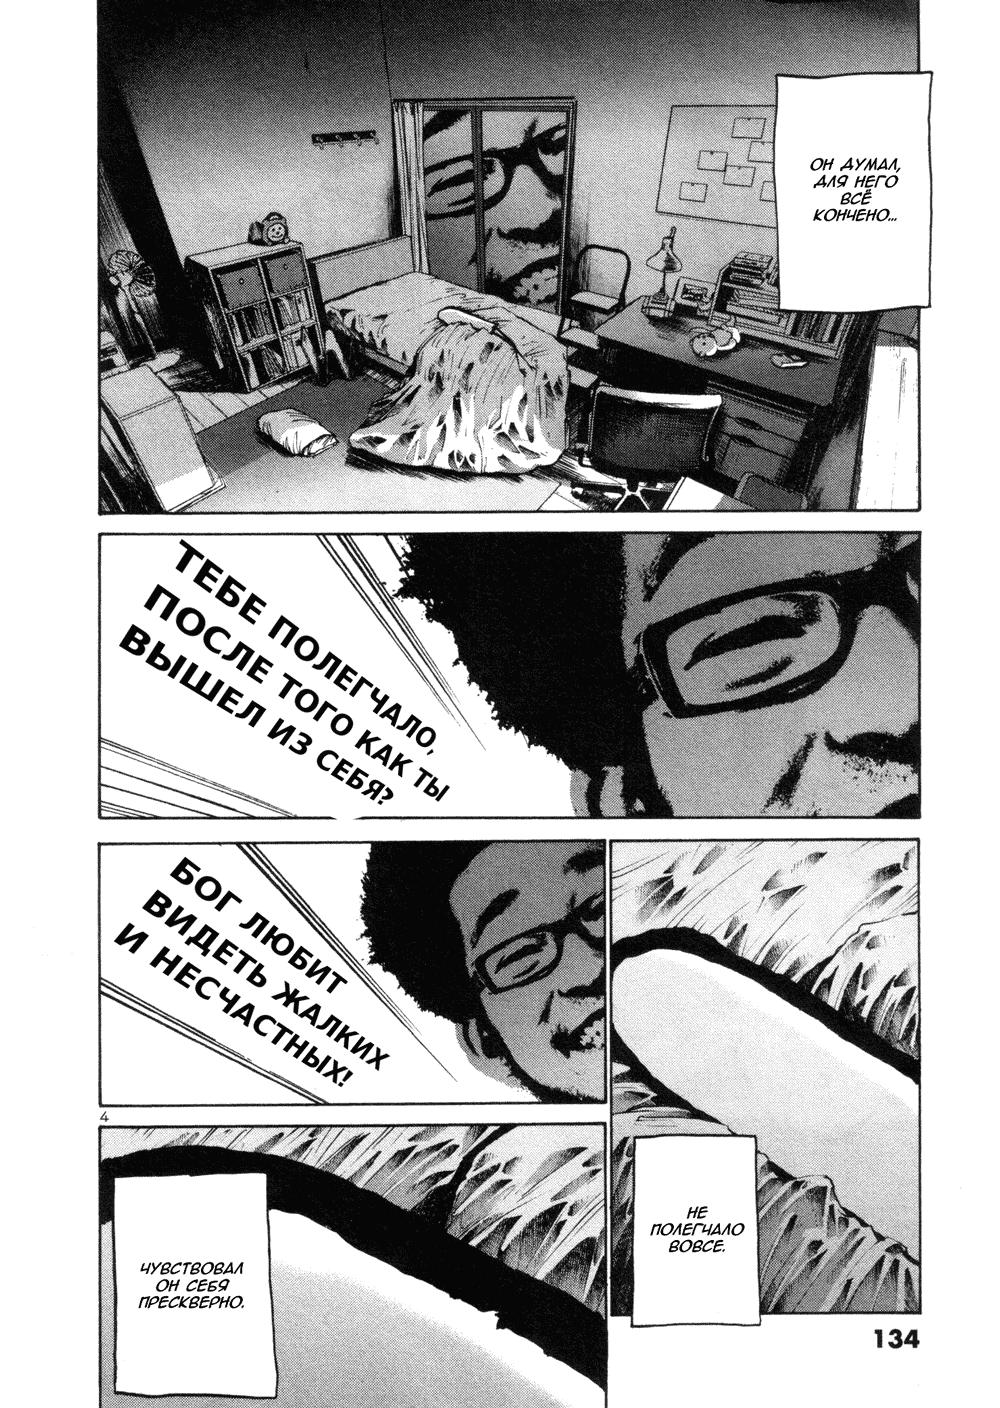 ОН ДУМАЛ,
ДЛЯ НЕГО
ВСЁ
КОНЧЕНО...
ТЕБЕ ПОЛЕГЧАЛО,
ПОСЛЕ ТОГО КАК ТЫ
ВЫШЕЛ ИЗ СЕБЯ?
БОГ ЛЮБИТ
ВИДЕТЬ ЖАЛКИХ
И НЕСЧАСТНЫХ!
4
НЕ
ПОЛЕГЧАЛО
ВОВСЕ.
ЧУВСТВОВАЛ
ОН СЕБЯ
ПРЕСКВЕРНО.
134